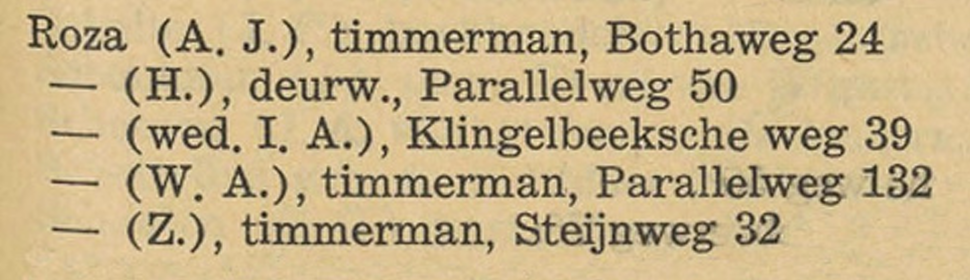 Roza (A. J.), timmerman, Bothaweg 24
— (H.), deurw., Parallelweg 50
— (wed. I. A.), Klingelbeeksche weg 39
— (W. A.), timmerman, Parallelweg 132
— (Z.), timmerman, Steijnweg 32